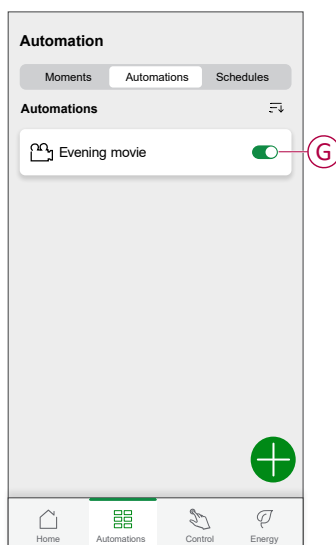 Automation
Moments Automations Schedules
Automations
Evening movie
G
Home Automations Control Energy